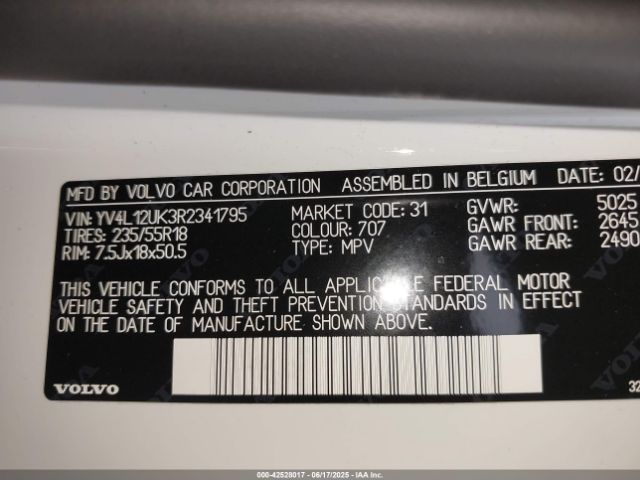 MFD BY VOLVO CAR CORPORATION ASSEMBLED IN BELGIUM DATE: 02/
VIN: YV4L12UK3R2341795 MARKET CODE: 31 GVWR: 5025
TIRES: 235/55R18 COLOUR: 707 GAWR FRONT: 2645
RIM: 7.5Jx18x50.5 TYPE: MPV GAWR REAR: 2490
THIS VEHICLE CONFORMS TO ALL APPLICABLE FEDERAL MOTOR
VEHICLE SAFETY AND THEFT PREVENTION STANDARDS IN EFFECT
ON THE DATE OF MANUFACTURE SHOWN ABOVE.
VOLVO 32
000-42528017 - 06/17/2025 - IAAI.CA